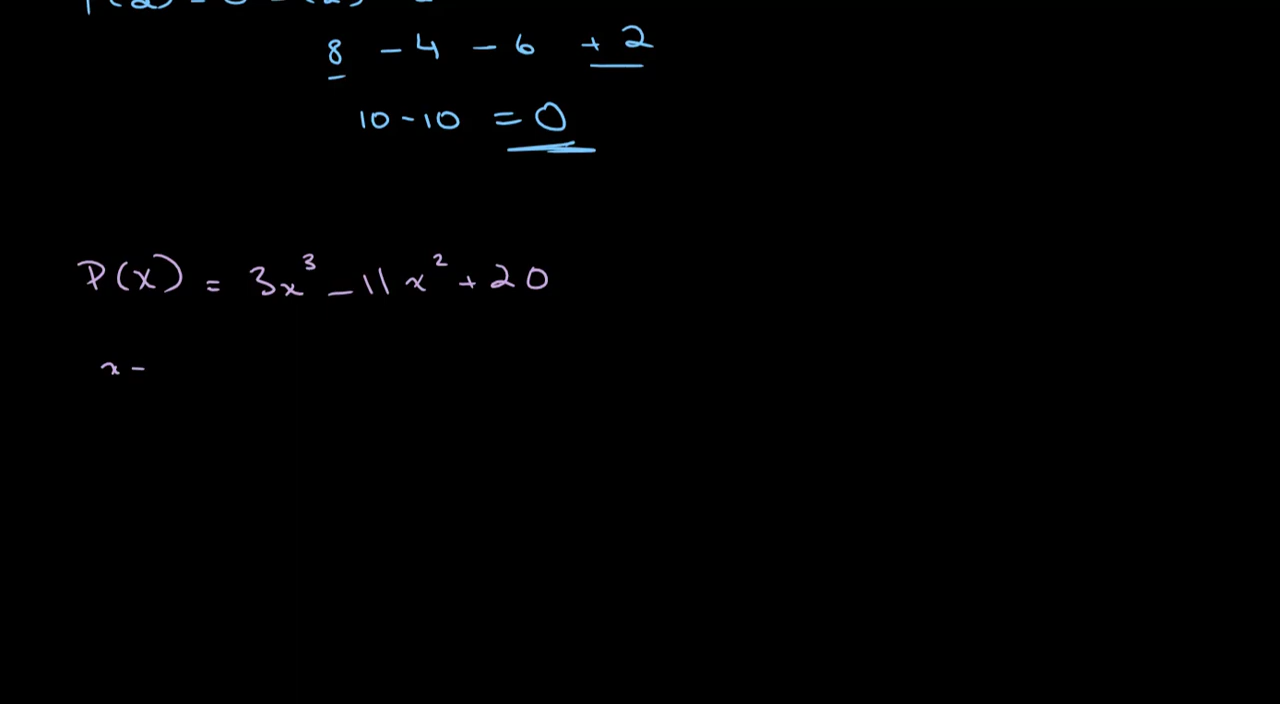 8 - 4 - 6 + 2
10 - 10 = 0
P(x) = 3x³ - 11x² + 20
x -